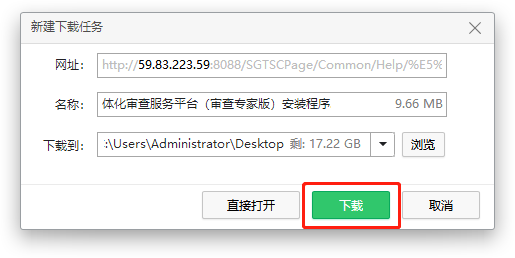 新建下载任务
网址： http://59.83.223.59:8088/SGTSCPage/Common/Help/%E5%
名称： 体化审查服务平台（审查专家版）安装程序 9.66 MB
下载到： :\Users\Administrator\Desktop 剩: 17.22 GB 浏览
直接打开 下载 取消